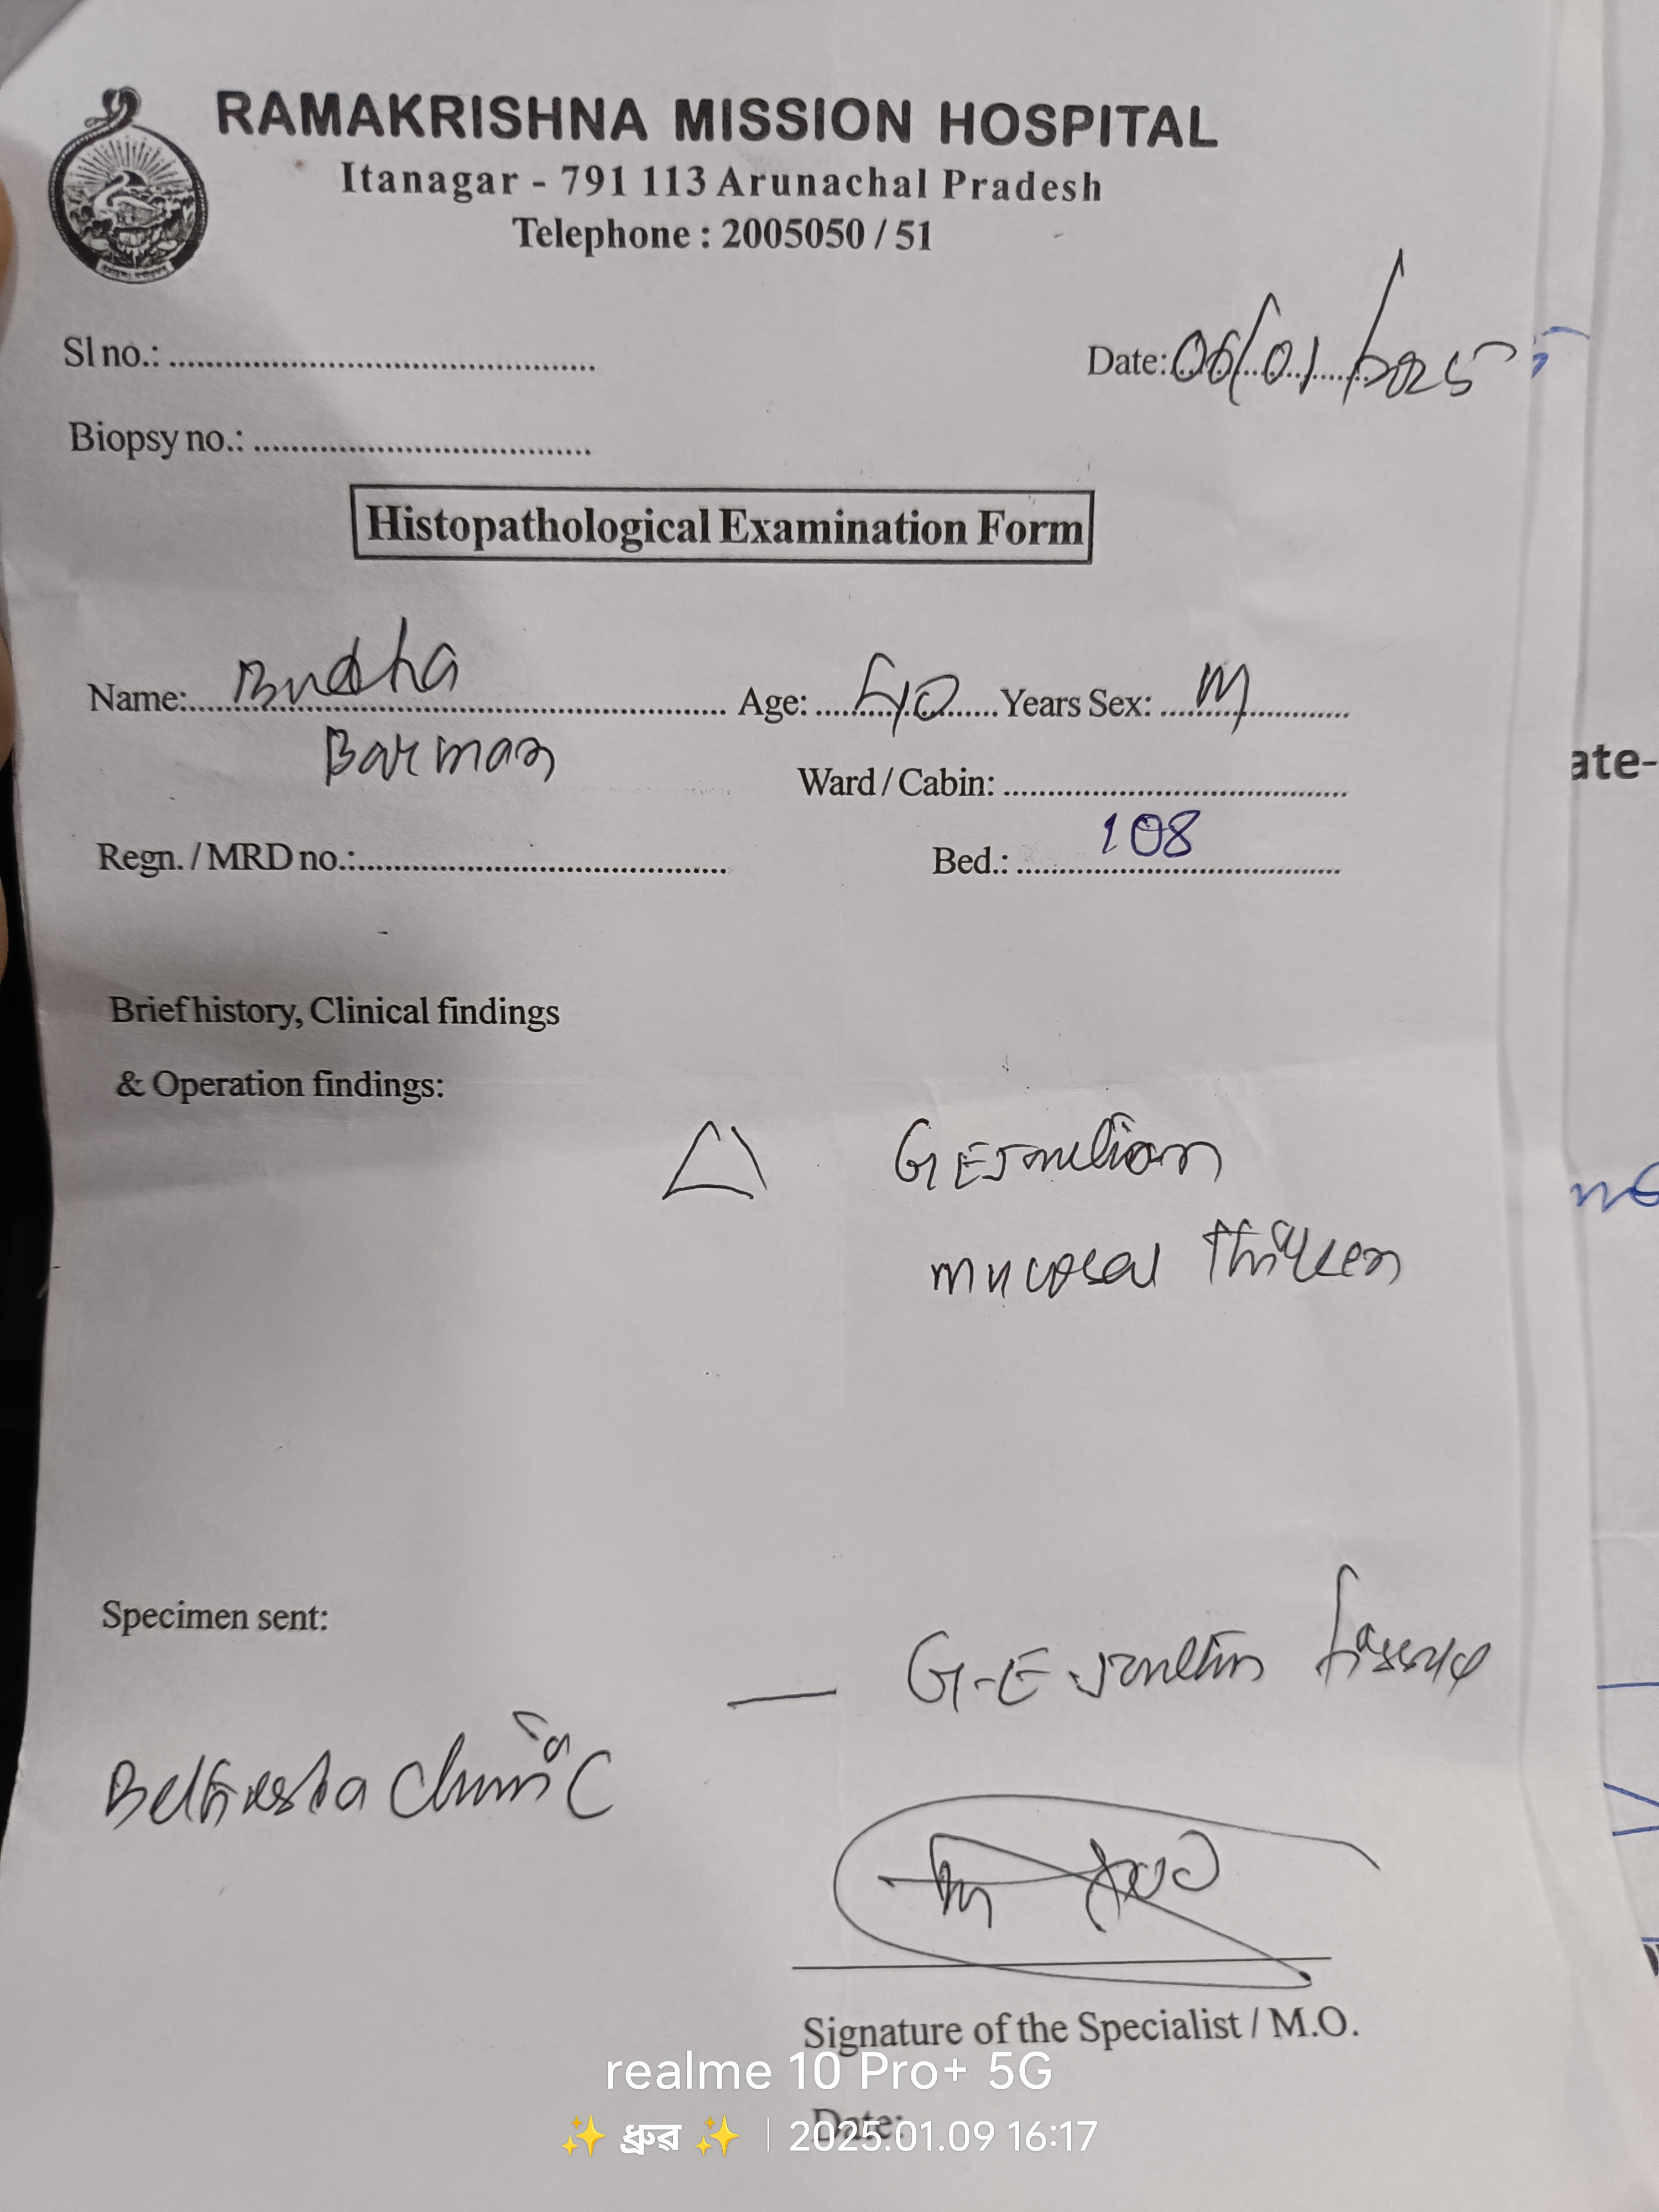 RAMAKRISHNA MISSION HOSPITAL
Itanagar - 791 113 Arunachal Pradesh
Telephone : 2005050 / 51
Sl no.:
Date: 06/01/2025
Biopsy no.:
Histopathological Examination Form
Name: Budha Age: 40 Years Sex: M
Barman
Ward / Cabin:
Regn. / MRD no.: Bed.: 108
ate-
Brief history, Clinical findings
& Operation findings:
△ GE Junction
mucosal thicken
Specimen sent:
— G-E Junction tissue
Clinic
Signature of the Specialist / M.O.
Date:
realme 10 Pro+ 5G
✨ ধ্ৰুৱ ✨ | 2025.01.09 16:17